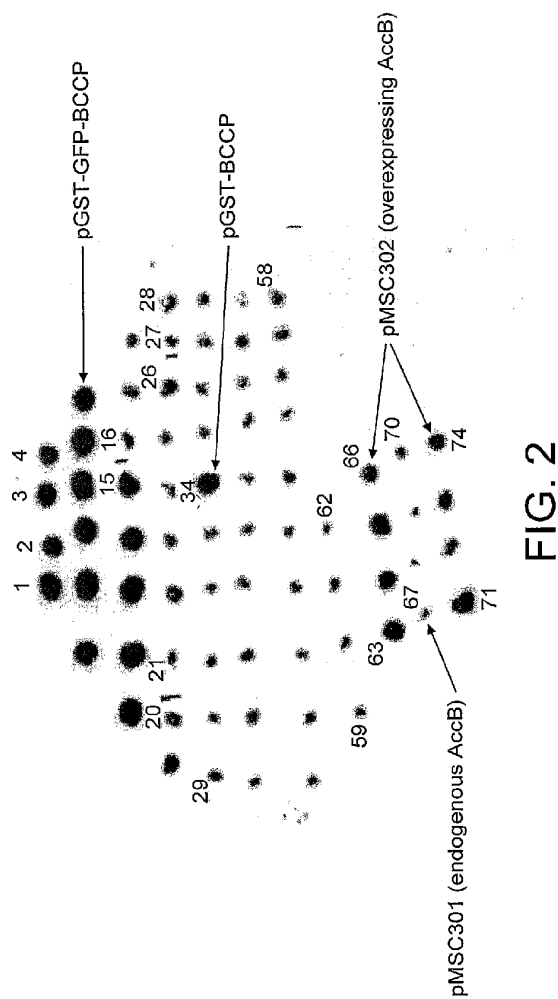 1 2 3 4
pGST-GFP-BCCP
15 16
20 21 26 27 28
29 34
pGST-BCCP
58
59 62
63 66
67 70
71 74
pMSC301 (endogenous AccB)
pMSC302 (overexpressing AccB)
FIG. 2